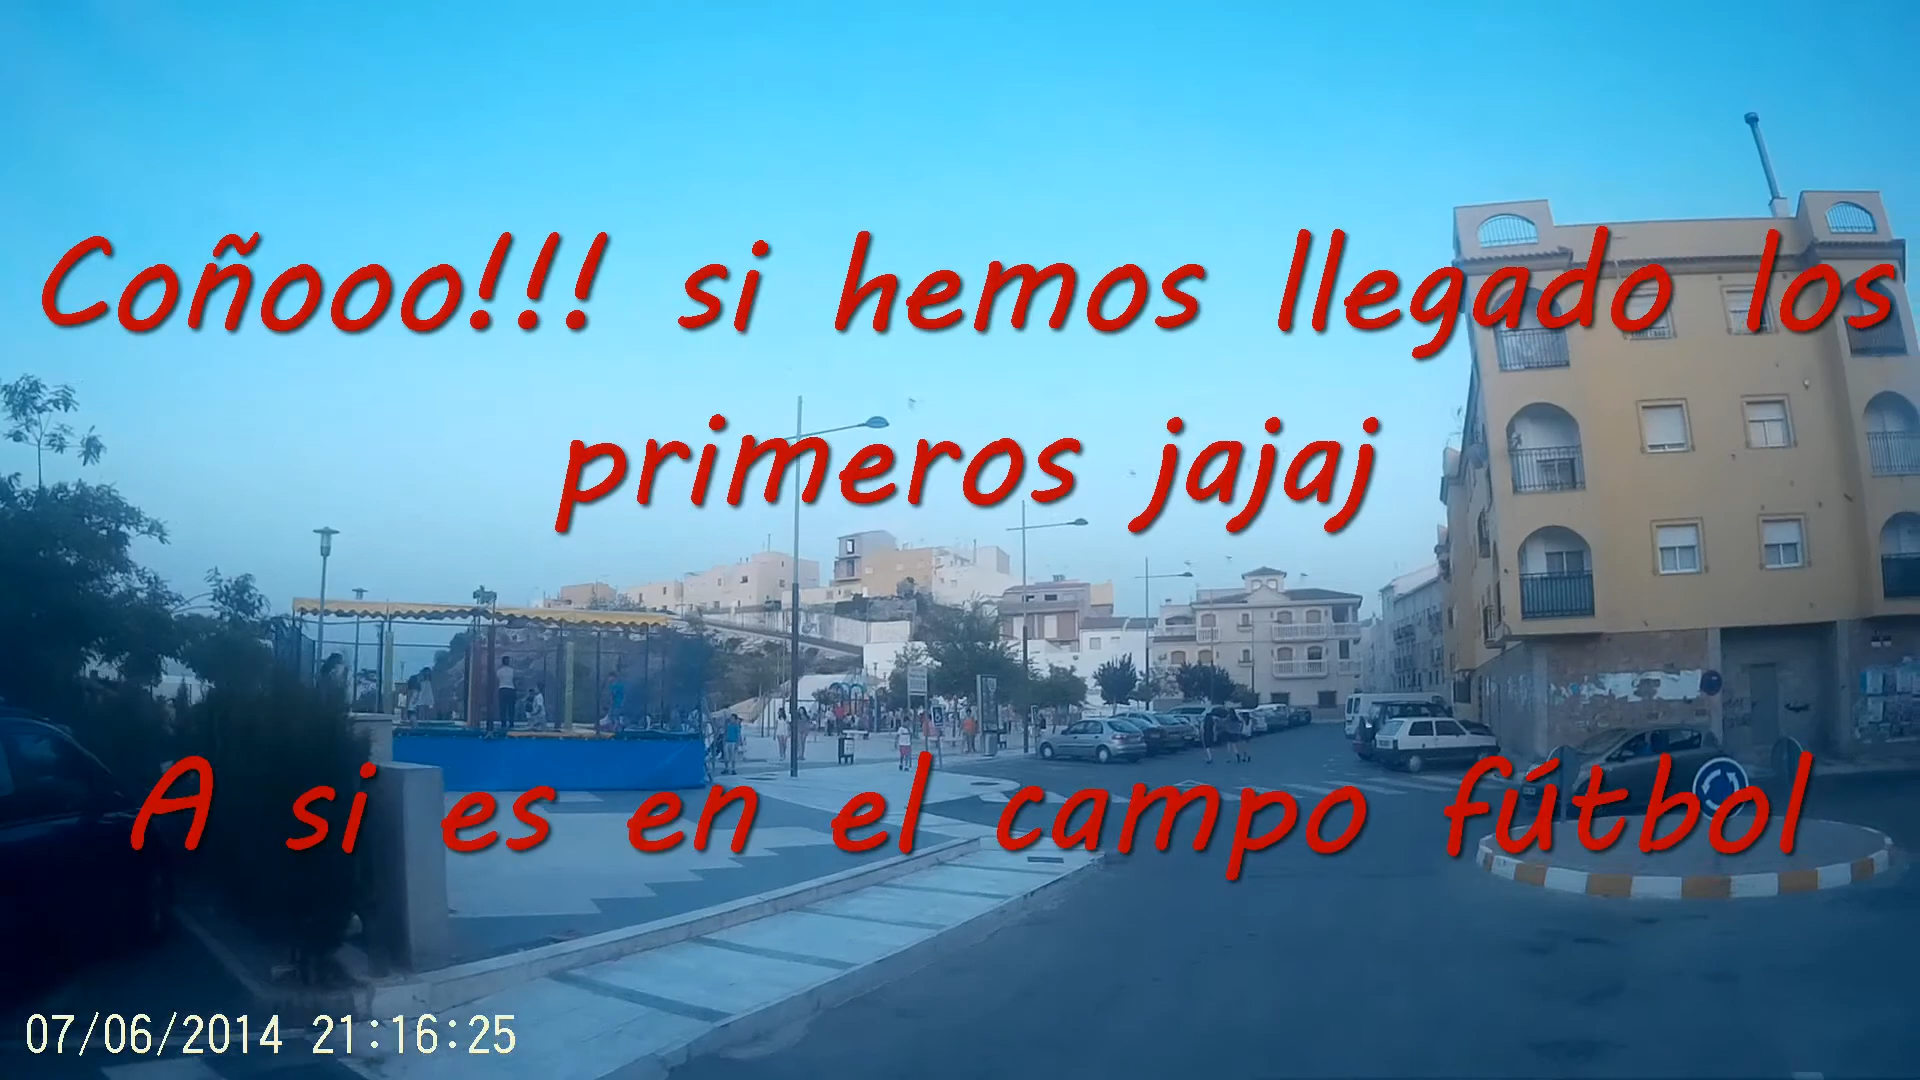 Coñooo!!! si hemos llegado los
primeros jajaj
A si es en el campo fútbol
07/06/2014 21:16:25